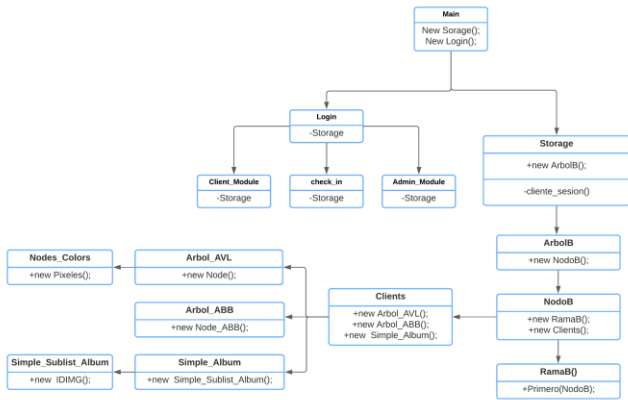 Main
New Sorage();
New Login();
Login
-Storage
Storage
+new ArbolB();
-cliente_sesion()
Client_Module
-Storage
check_in
-Storage
Admin_Module
-Storage
ArbolB
+new NodoB();
Nodes_Colors
+new Pixeles();
Arbol_AVL
+new Node();
Clients
+new Arbol_AVL();
+new Arbol_ABB();
+new Simple_Album();
NodoB
+new RamaB();
+new Clients();
Arbol_ABB
+new Node_ABB();
Simple_Sublist_Album
+new IDIMG();
Simple_Album
+new Simple_Sublist_Album();
RamaB()
+Primero(NodoB);